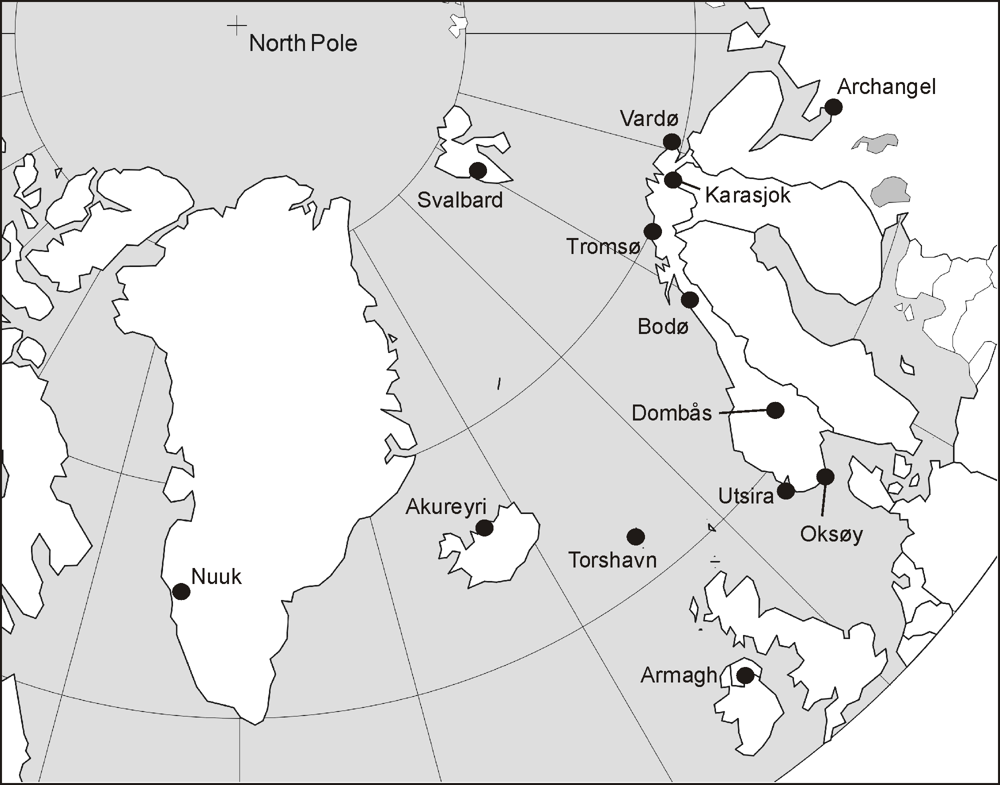 North Pole
Archangel
Vardø
Karasjok
Svalbard
Tromsø
Bodø
Dombås
Utsira
Akureyri
Oksøy
Torshavn
Nuuk
Armagh